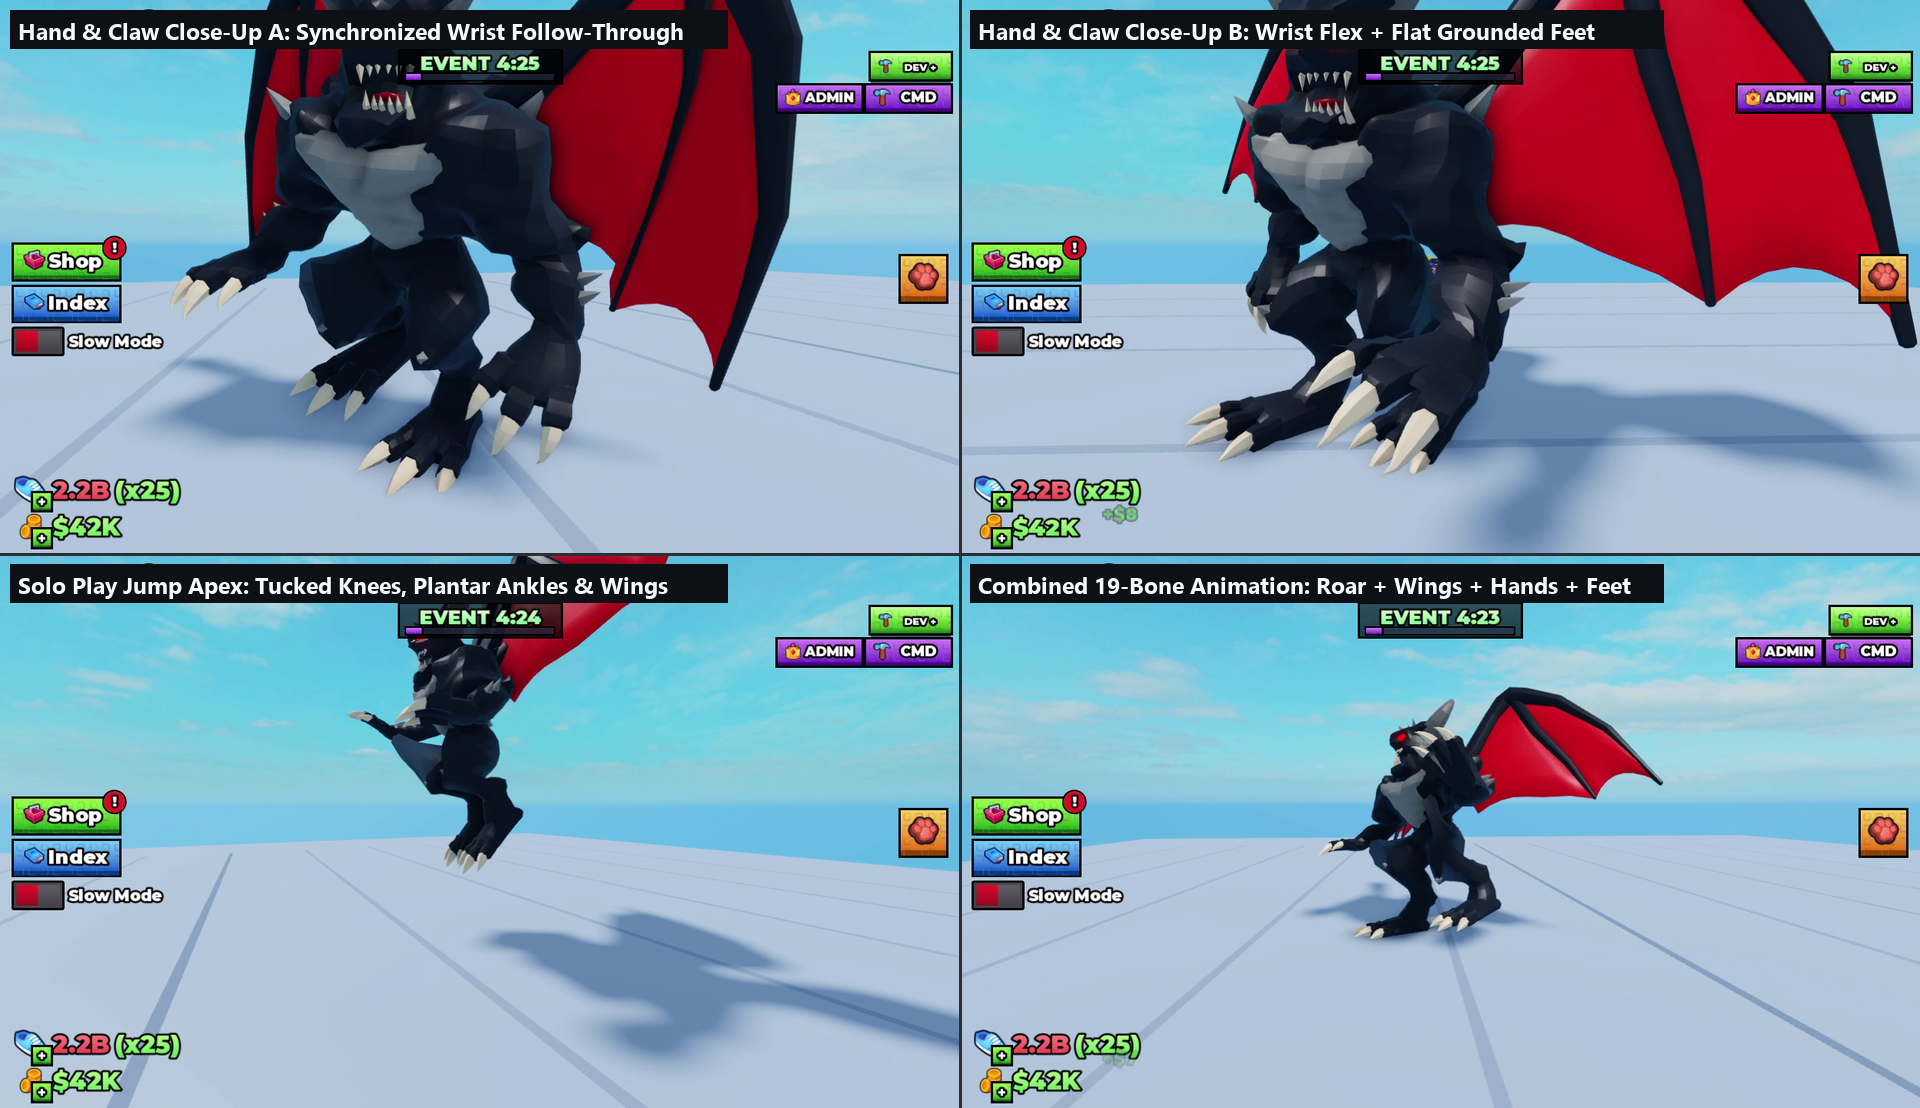 Hand & Claw Close-Up A: Synchronized Wrist Follow-Through
EVENT 4:25
DEV+
ADMIN
CMD
Shop
!
Index
Slow Mode
2.2B (x25)
$42K
Hand & Claw Close-Up B: Wrist Flex + Flat Grounded Feet
EVENT 4:25
DEV+
ADMIN
CMD
Shop
!
Index
Slow Mode
2.2B (x25)
+$8
$42K
Solo Play Jump Apex: Tucked Knees, Plantar Ankles & Wings
EVENT 4:24
DEV+
ADMIN
CMD
Shop
!
Index
Slow Mode
2.2B (x25)
$42K
Combined 19-Bone Animation: Roar + Wings + Hands + Feet
EVENT 4:23
DEV+
ADMIN
CMD
Shop
!
Index
Slow Mode
2.2B (x25)
$42K